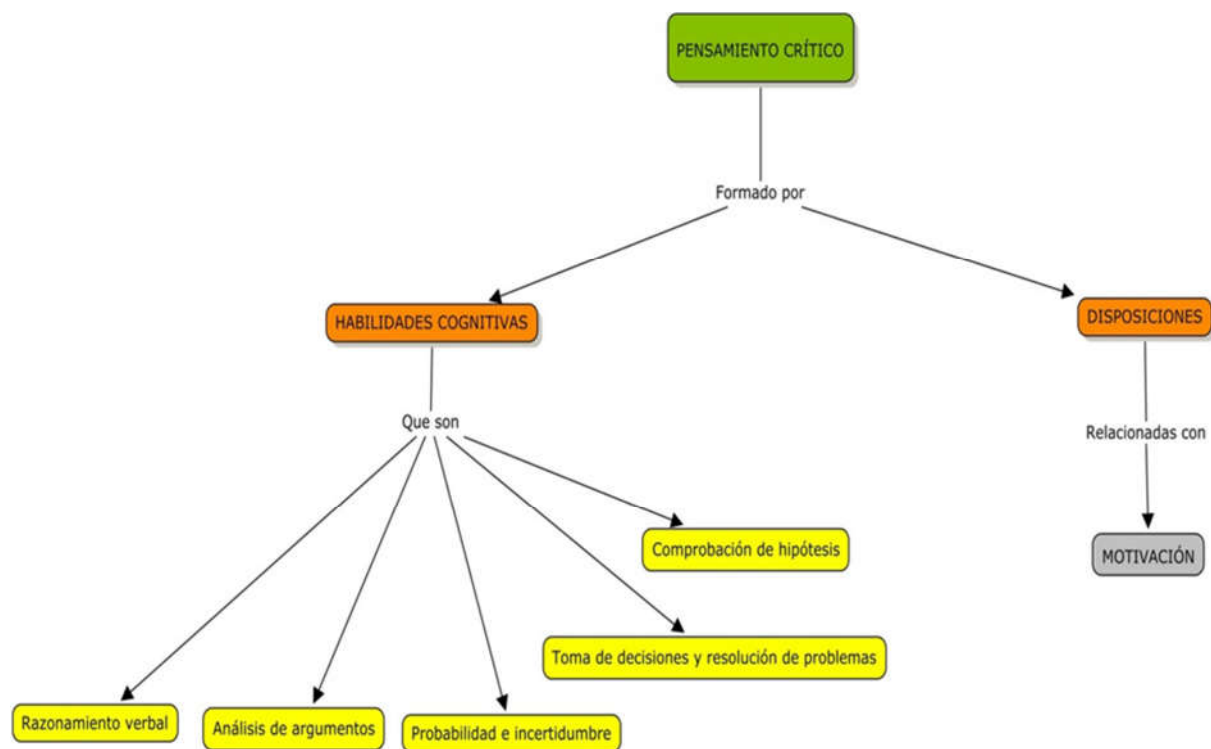 PENSAMIENTO CRÍTICO
Formado por
HABILIDADES COGNITIVAS
DISPOSICIONES
Que son
Relacionadas con
Comprobación de hipótesis
MOTIVACIÓN
Toma de decisiones y resolución de problemas
Razonamiento verbal
Análisis de argumentos
Probabilidad e incertidumbre